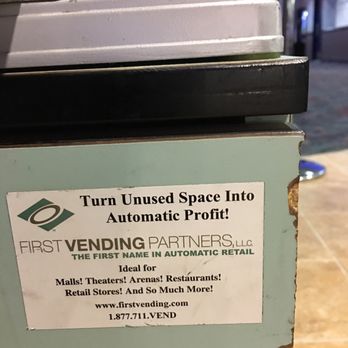 Turn Unused Space Into
Automatic Profit!
FIRST VENDING PARTNERS, LLC.
THE FIRST NAME IN AUTOMATIC RETAIL
Ideal for
Malls! Theaters! Arenas! Restaurants!
Retail Stores! And So Much More!
www.firstvending.com
1.877.711.VEND